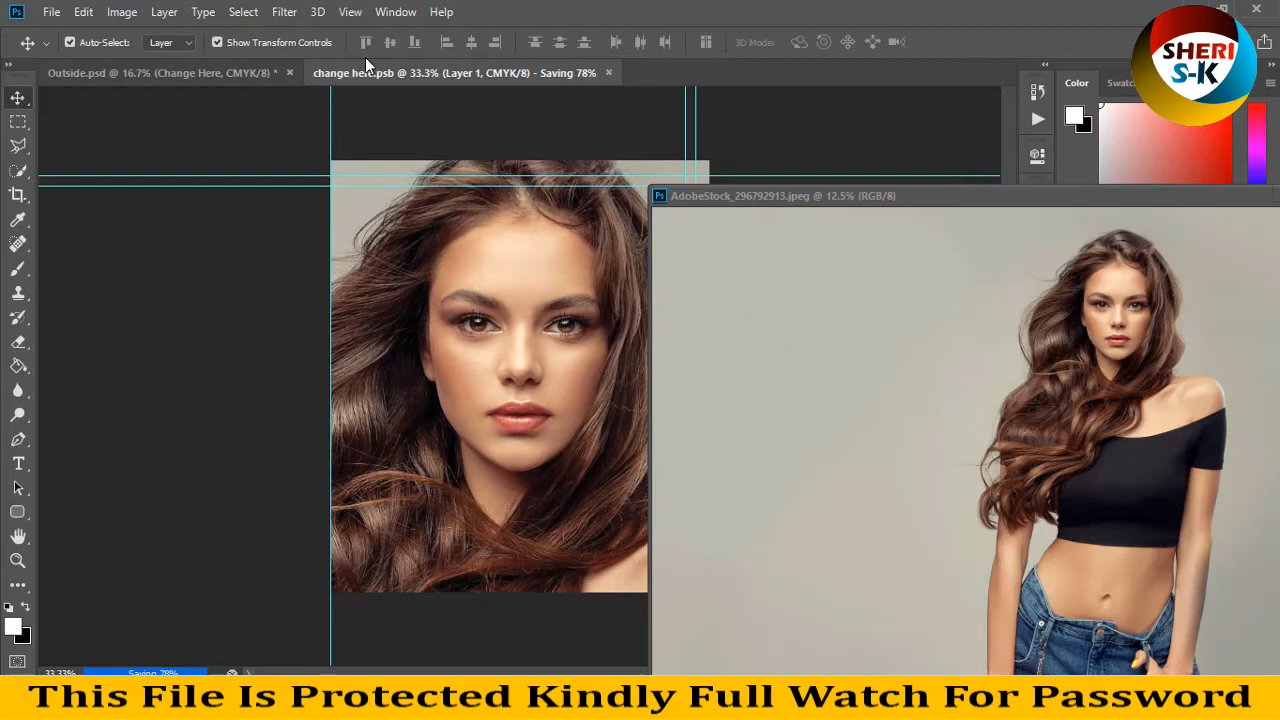 Ps File Edit Image Layer Type Select Filter 3D View Window Help
Auto-Select: Layer Show Transform Controls 3D Mode:
Outside.psd @ 16.7% (Change Here, CMYK/8) * change here.psb @ 33.3% (Layer 1, CMYK/8) - Saving 78%
Color
SHERI
S-K
Ps AdobeStock_296792913.jpeg @ 12.5% (RGB/8)
33.33% Saving 78%
This File Is Protected Kindly Full Watch For Password